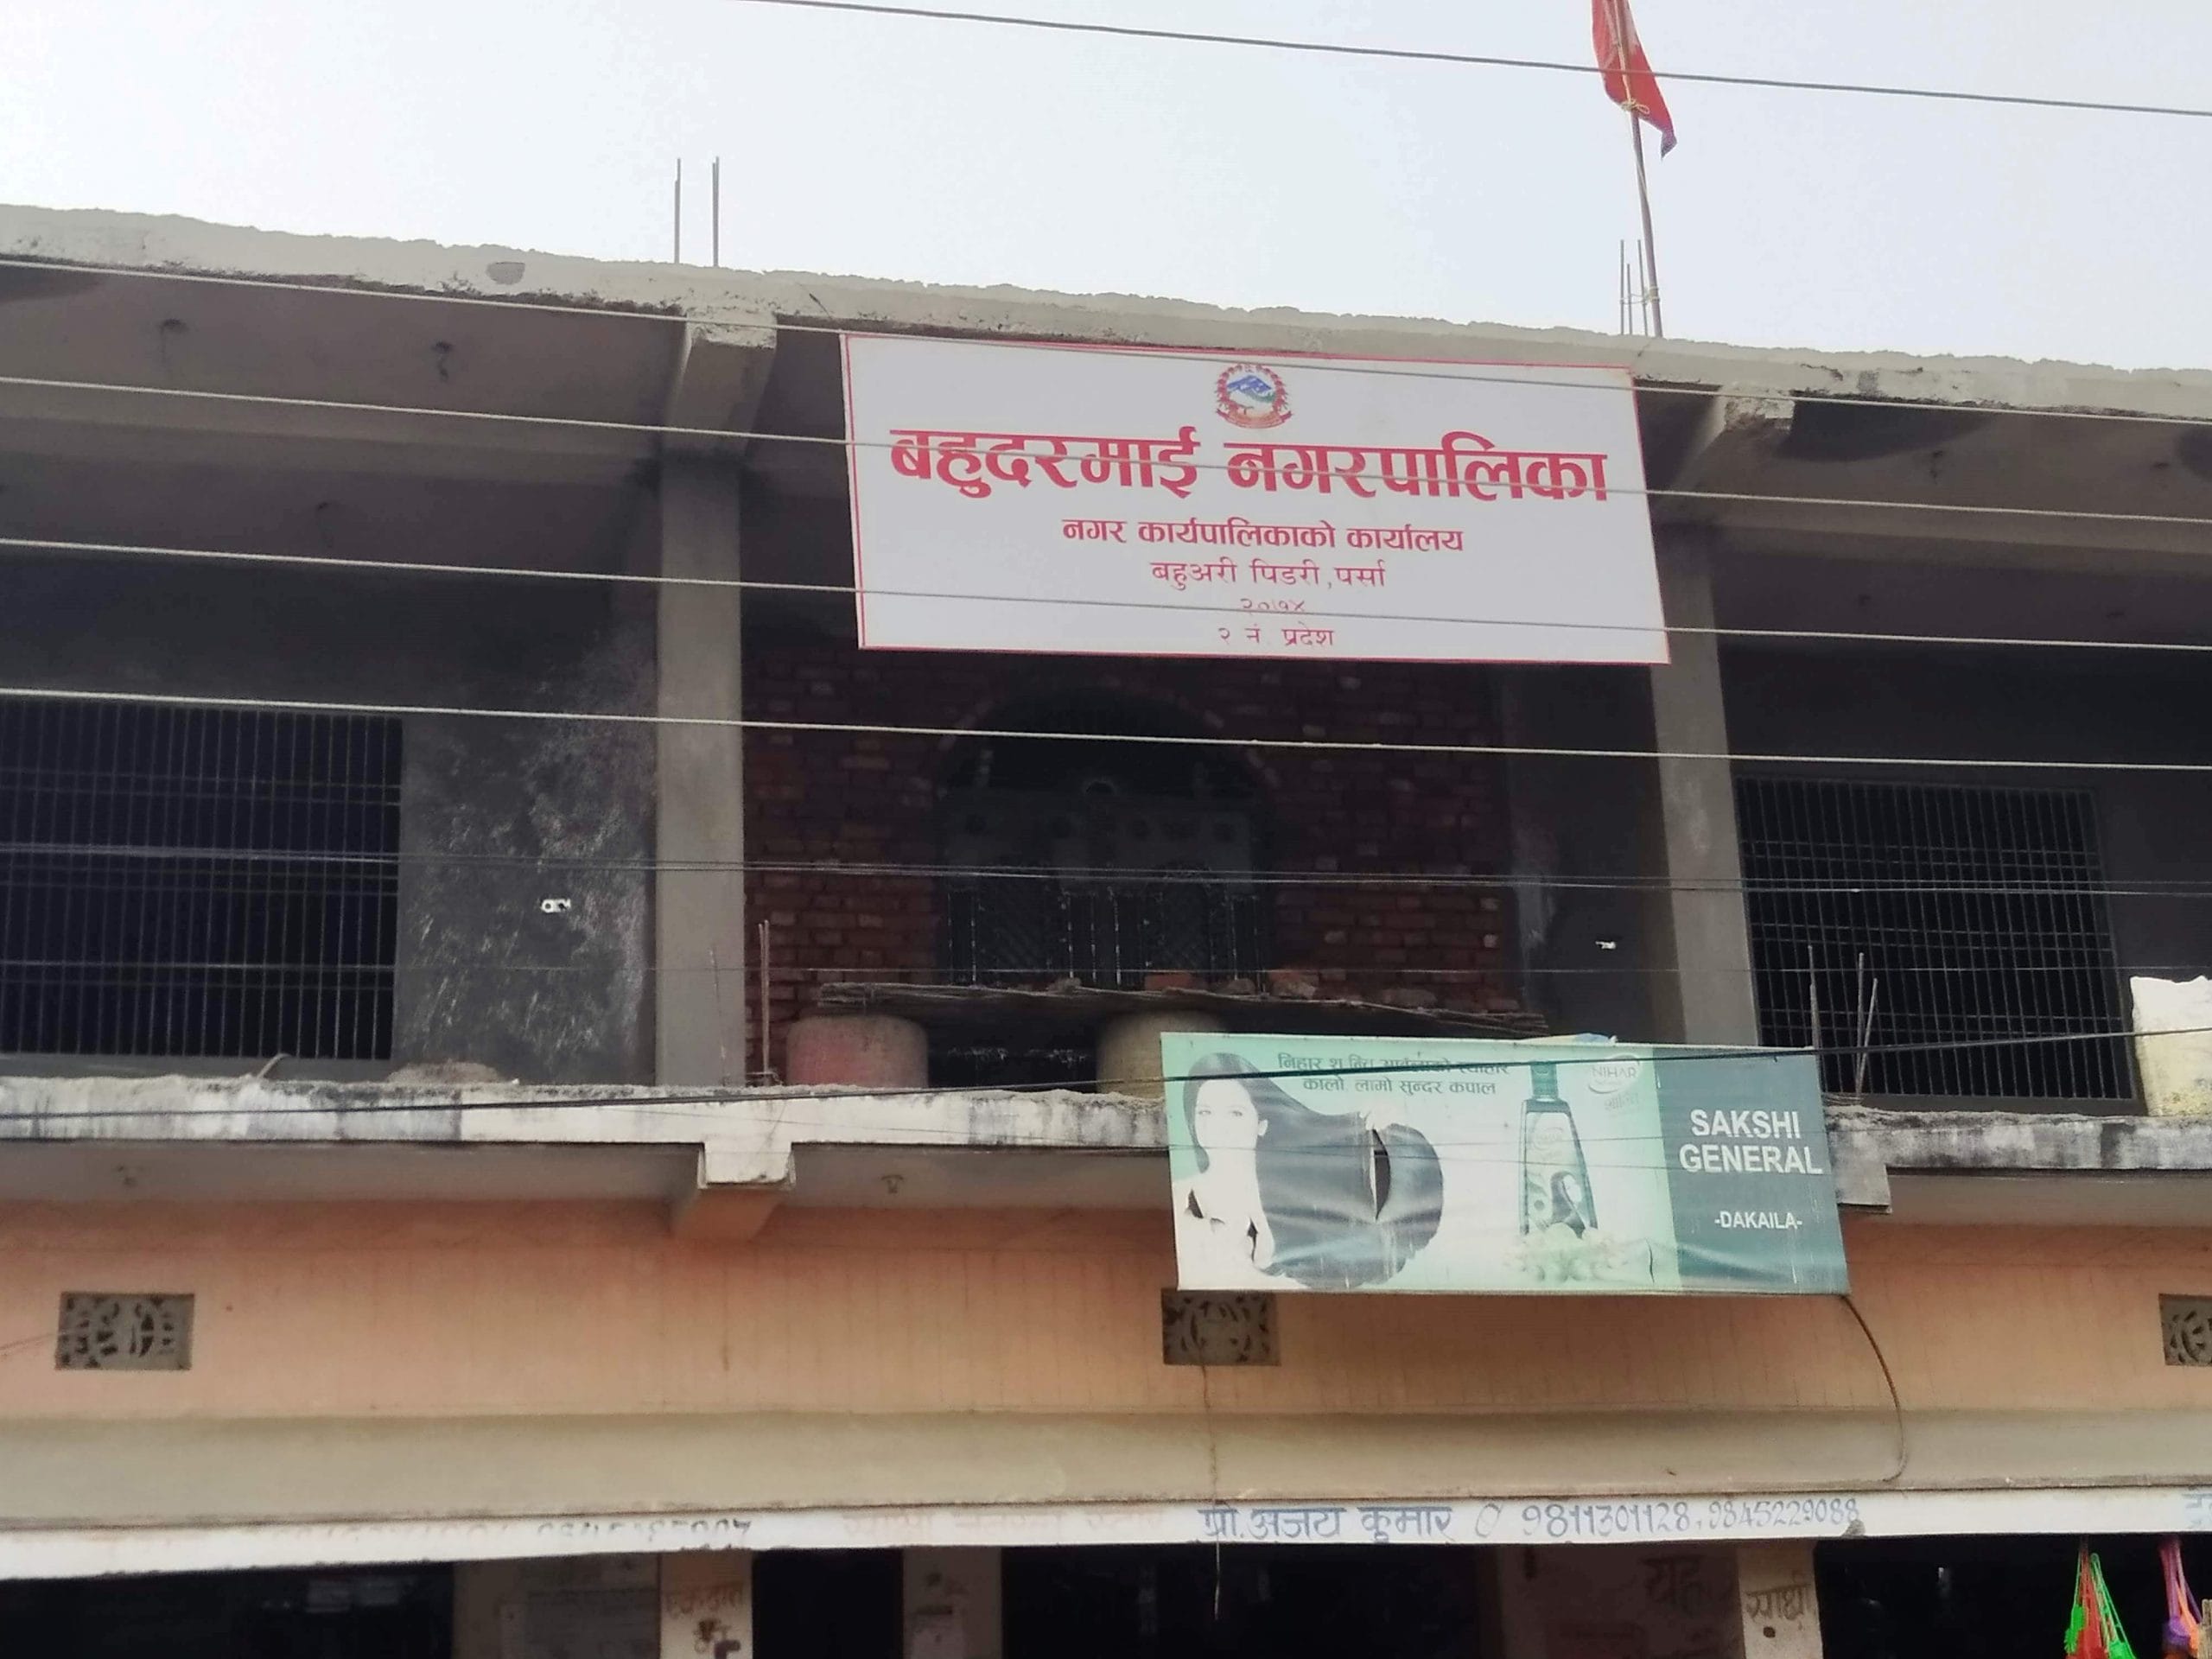 बहुदरमाई नगरपालिका
नगर कार्यपालिकाको कार्यालय
बहुअरी पिडरी, पर्सा
२०७४
२ नं. प्रदेश
निहार
कालो, लामो सुन्दर कपाल
NIHAR
SAKSHI
GENERAL
-DAKAILA-
प्रो. अजय कुमार 9811301128, 9845229088
साथी